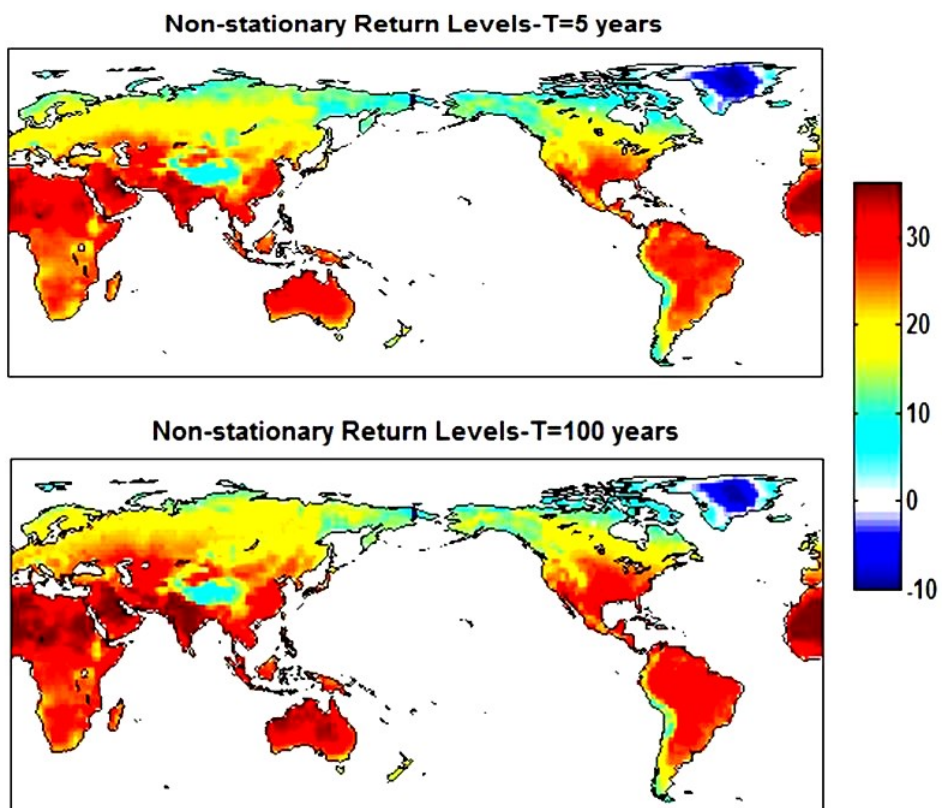 Non-stationary Return Levels-T=5 years
30
20
10
0
-10
Non-stationary Return Levels-T=100 years